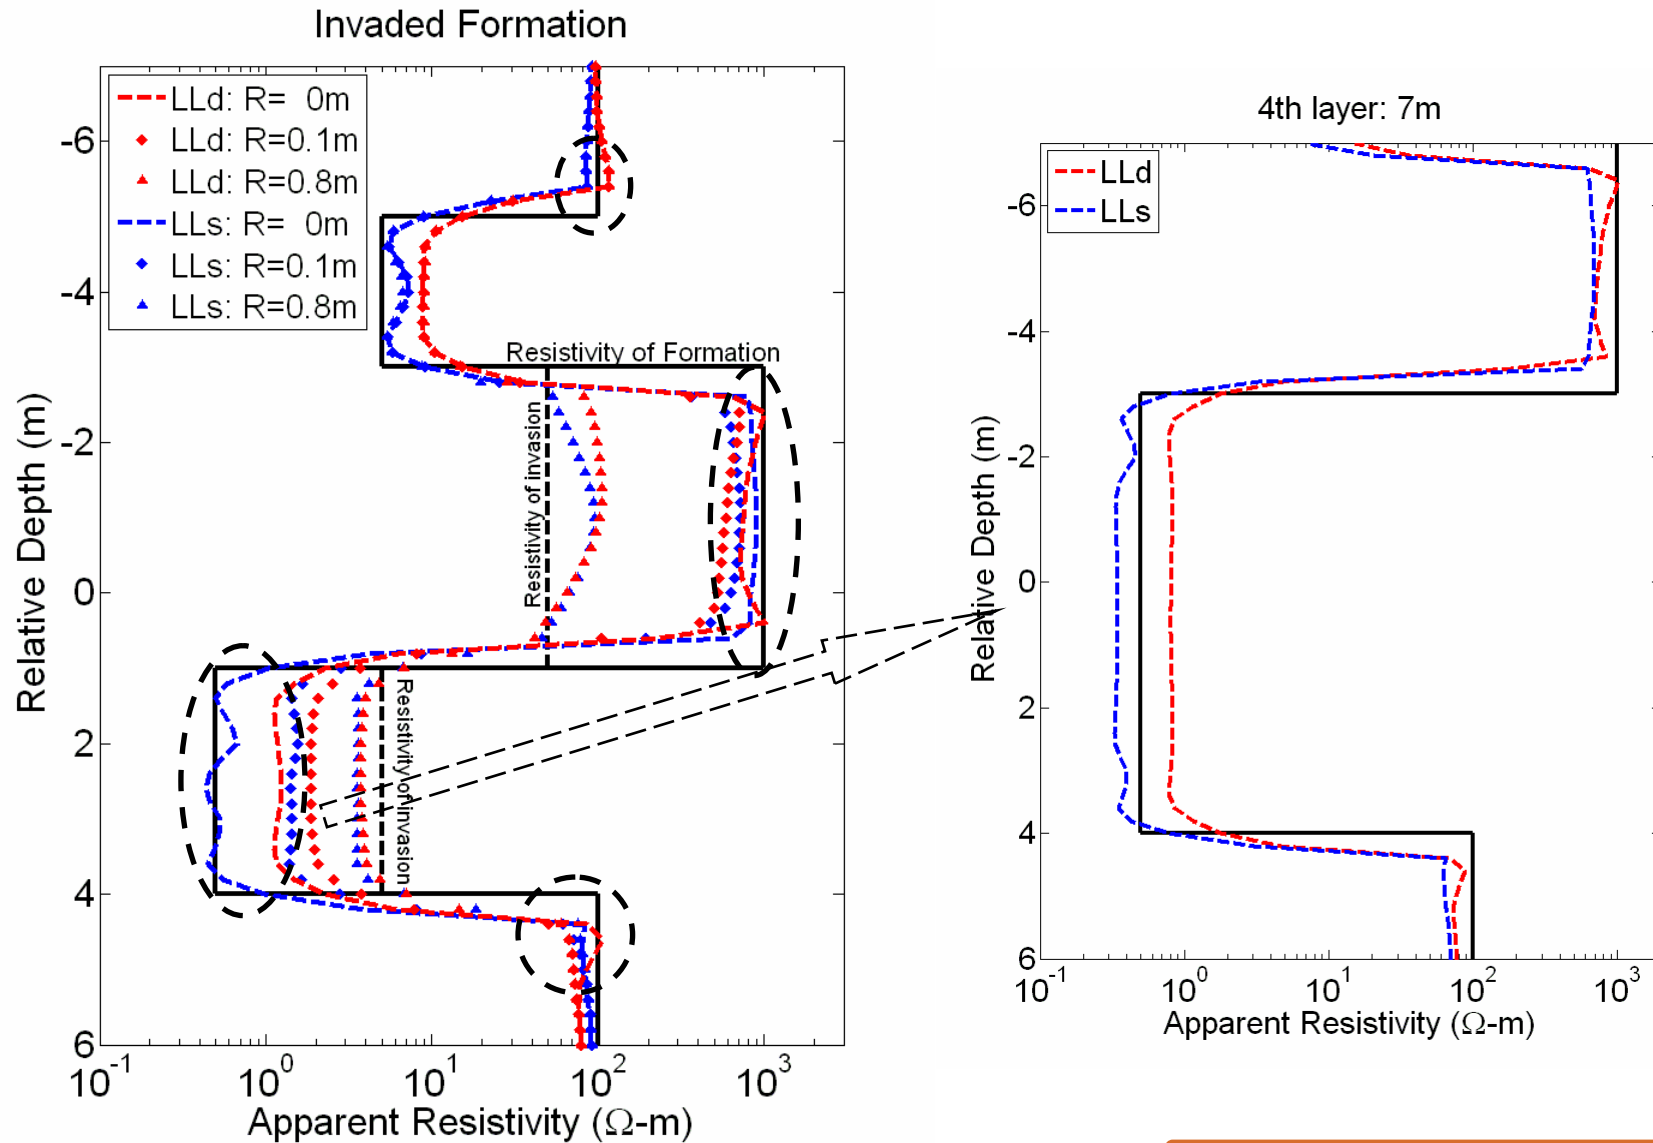 Invaded Formation
LLd: R= 0m
LLd: R=0.1m
LLd: R=0.8m
LLs: R= 0m
LLs: R=0.1m
LLs: R=0.8m
-6
-4
-2
0
2
4
6
Relative Depth (m)
Resistivity of Formation
Resistivity of invasion
Resistivity of invasion
10-1
100
101
102
103
Apparent Resistivity (Ω-m)
4th layer: 7m
LLd
LLs
-6
-4
-2
0
2
4
6
Relative Depth (m)
10-1
100
101
102
103
Apparent Resistivity (Ω-m)